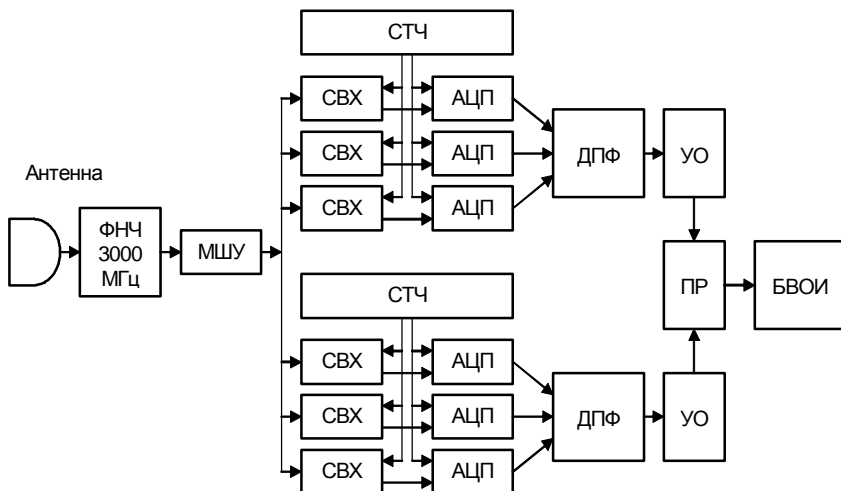 СТЧ
СВХ АЦП
СВХ АЦП
ДПФ УО
СВХ АЦП
Антенна
ФНЧ
3000
МГц
МШУ
ПР БВОИ
СТЧ
СВХ АЦП
СВХ АЦП
ДПФ УО
СВХ АЦП